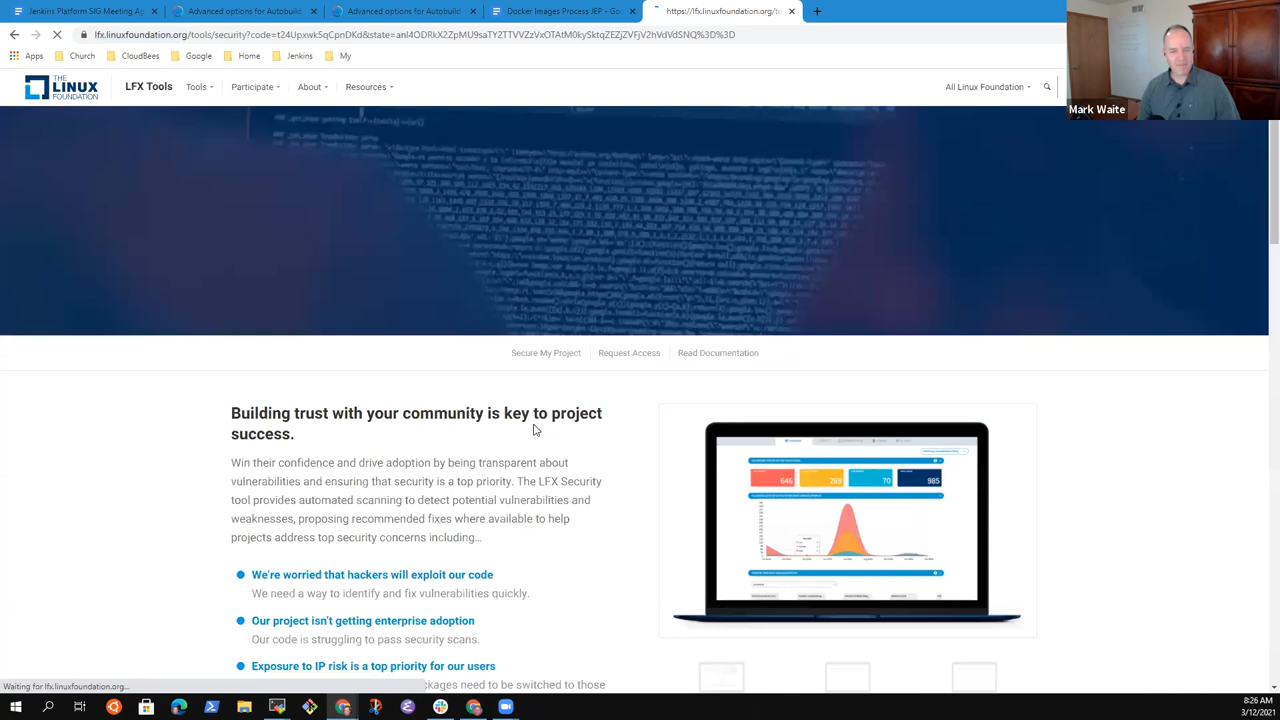 Jenkins Platform SIG Meeting Ag
Advanced options for Autobuild
Advanced options for Autobuild
Docker Images Process JEP - Goo
https://lfx.linuxfoundation.org/to
lfx.linuxfoundation.org/tools/security?code=
Apps
Church
CloudBees
Google
Home
Jenkins
My
THE LINUX FOUNDATION
LFX Tools
Tools
Participate
About
Resources
All Linux Foundation
Mark Waite
Secure My Project
Request Access
Read Documentation
Building trust with your community is key to project
success.
Win their confidence and drive adoption by being transparent about
vulnerabilities and ensuring that security is a top priority. The LFX Security
tool provides automated scanning to detect potential vulnerabilities and
weaknesses, proposing recommended fixes where available to help
projects address top security concerns including...
646
269
70
985
We're worried that hackers will exploit our code
We need a way to identify and fix vulnerabilities quickly.
Our project isn't getting enterprise adoption
Our code is struggling to pass security scans.
Exposure to IP risk is a top priority for our users
ckages need to be switched to those
Waiting for lfx.linuxfoundation.org...
8:26 AM
3/12/2021